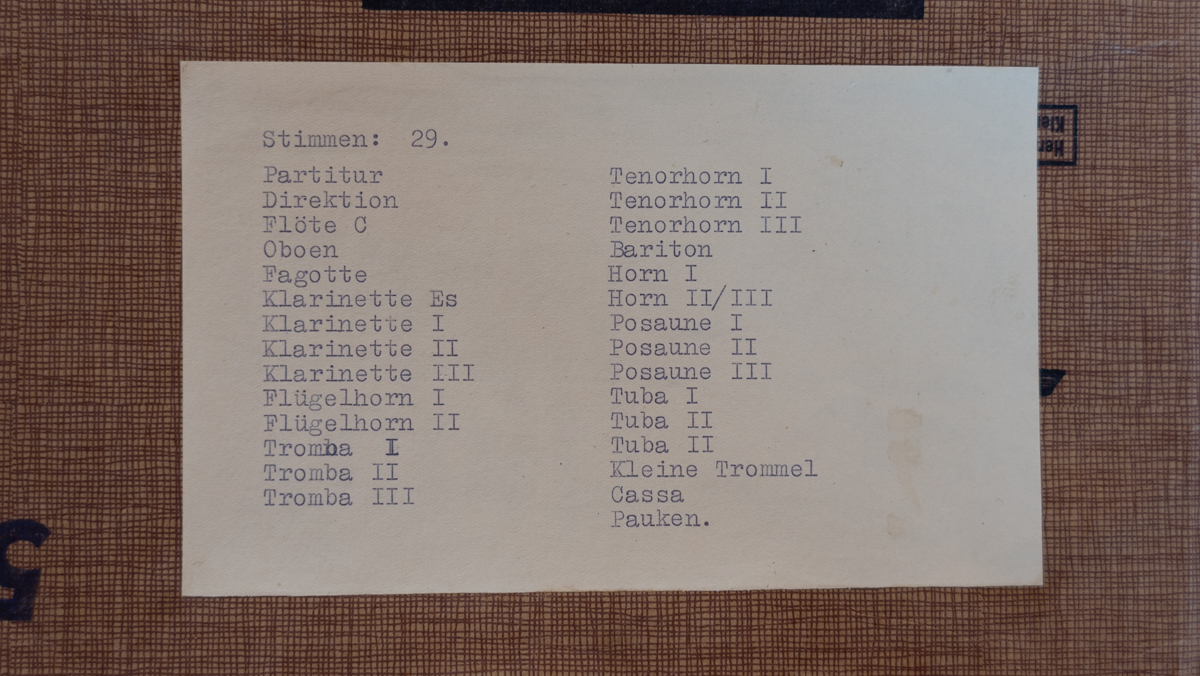 Stimmen: 29.
Partitur
Direktion
Flöte C
Oboen
Fagotte
Klarinette Es
Klarinette I
Klarinette II
Klarinette III
Flügelhorn I
Flügelhorn II
Tromba I
Tromba II
Tromba III
Tenorhorn I
Tenorhorn II
Tenorhorn III
Bariton
Horn I
Horn II/III
Posaune I
Posaune II
Posaune III
Tuba I
Tuba II
Tuba II
Kleine Trommel
Cassa
Pauken.
5